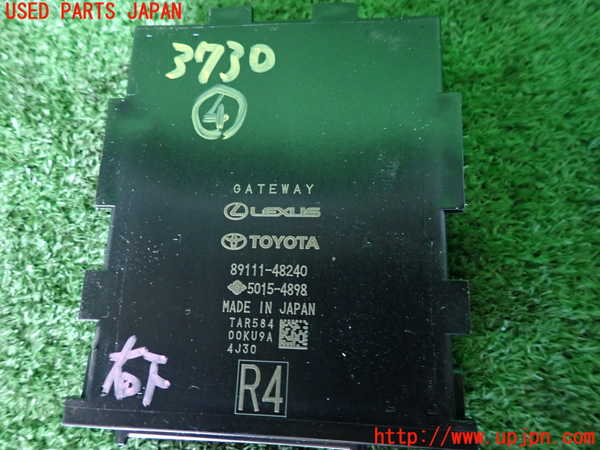 USED PARTS JAPAN
3730
GATEWAY
LEXUS
TOYOTA
89111-48240
5015-4898
MADE IN JAPAN
TAR584
00KU9A
4J30
右下
R4
http://www.upjpn.com